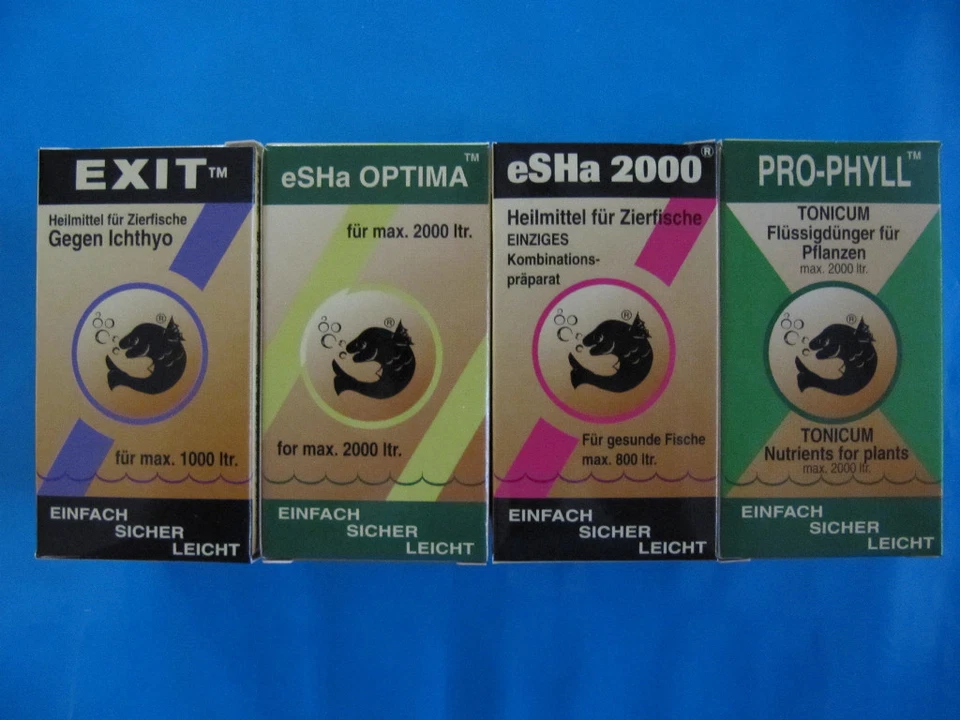 EXIT™
Heilmittel für Zierfische
Gegen Ichthyo
®
für max. 1000 ltr.
EINFACH
SICHER
LEICHT
eSHa OPTIMA™
für max. 2000 ltr.
®
for max. 2000 ltr.
EINFACH
SICHER
LEICHT
eSHa 2000®
Heilmittel für Zierfische
EINZIGES
Kombinations-
präparat
®
Für gesunde Fische
max. 800 ltr.
EINFACH
SICHER
LEICHT
PRO-PHYLL™
TONICUM
Flüssigdünger für
Pflanzen
max. 2000 ltr.
®
TONICUM
Nutrients for plants
max. 2000 ltr.
EINFACH
SICHER
LEICHT